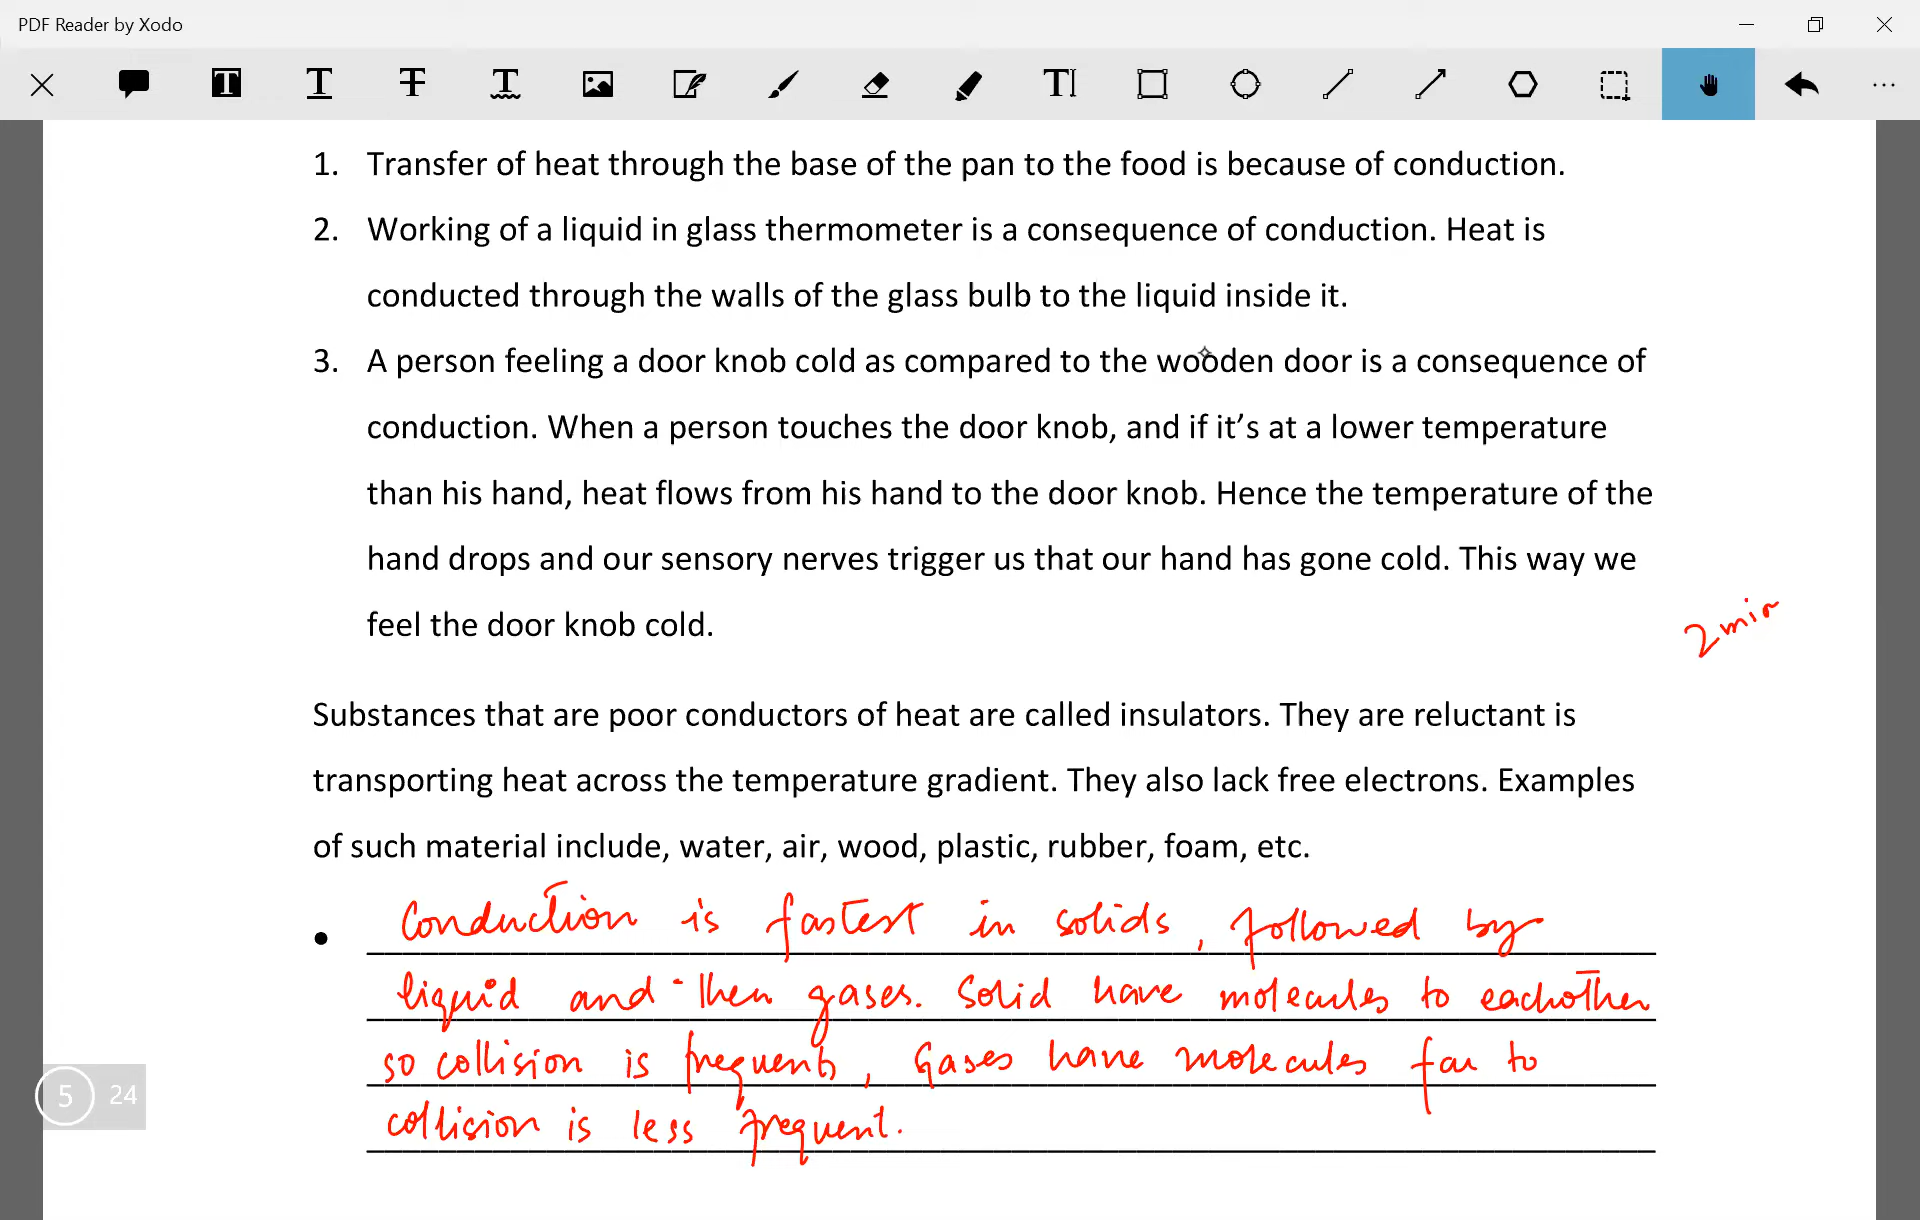 PDF Reader by Xodo
1. Transfer of heat through the base of the pan to the food is because of conduction.
2. Working of a liquid in glass thermometer is a consequence of conduction. Heat is
conducted through the walls of the glass bulb to the liquid inside it.
3. A person feeling a door knob cold as compared to the wooden door is a consequence of
conduction. When a person touches the door knob, and if it’s at a lower temperature
than his hand, heat flows from his hand to the door knob. Hence the temperature of the
hand drops and our sensory nerves trigger us that our hand has gone cold. This way we
feel the door knob cold.
2 min
Substances that are poor conductors of heat are called insulators. They are reluctant is
transporting heat across the temperature gradient. They also lack free electrons. Examples
of such material include, water, air, wood, plastic, rubber, foam, etc.
• Conduction is fastest in solids, followed by
liquid and then gases. Solid have molecules to eachother
so collision is frequent, Gases have molecules far to
collision is less frequent.
5 24